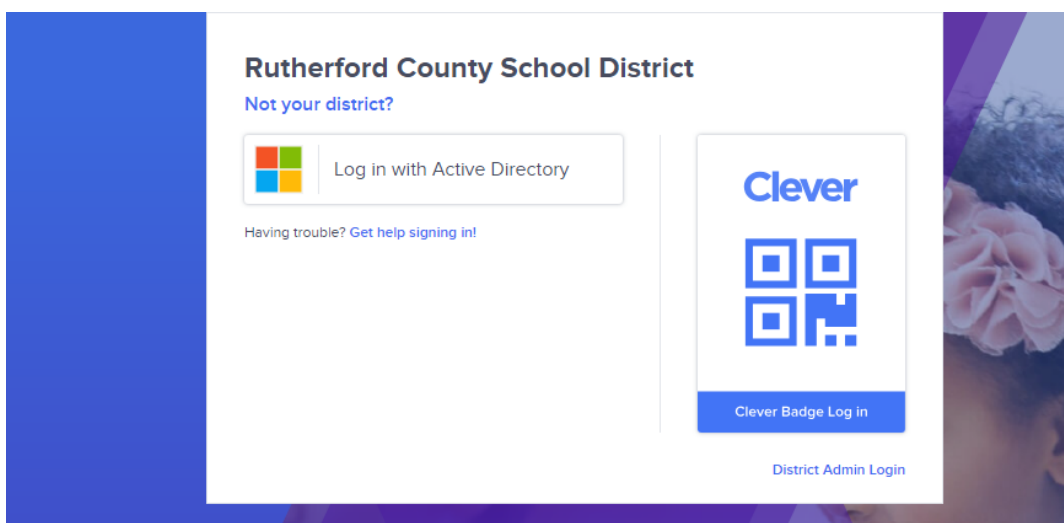 Rutherford County School District
Not your district?
Log in with Active Directory
Having trouble? Get help signing in!
Clever
Clever Badge Log in
District Admin Login